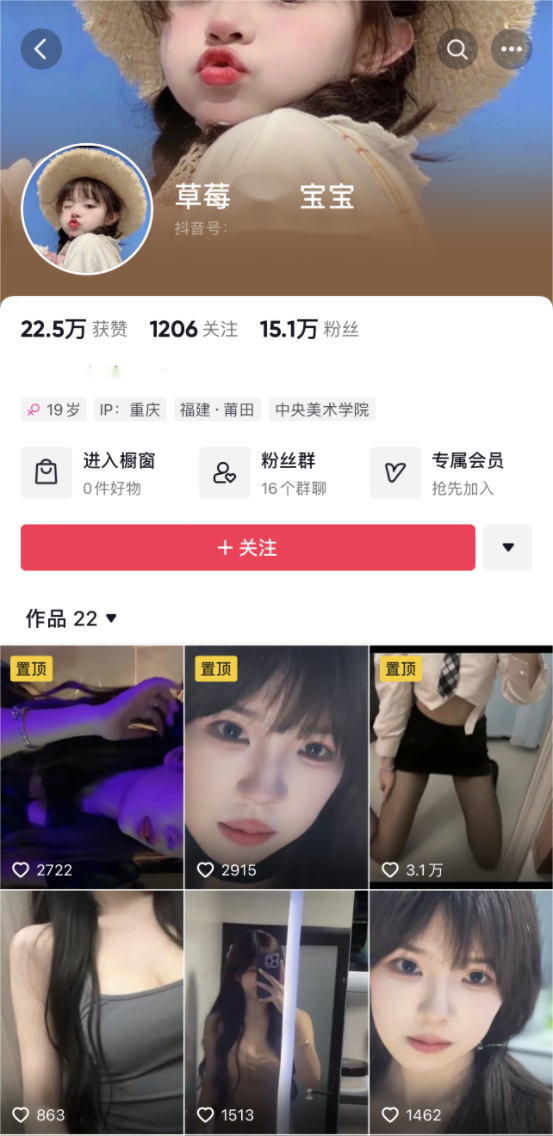 草莓 宝宝
抖音号：
22.5万 获赞 1206 关注 15.1万 粉丝
19岁 IP：重庆 福建·莆田 中央美术学院
进入橱窗 粉丝群 专属会员
0件好物 16个群聊 抢先加入
+ 关注
作品 22
置顶 置顶 置顶
2722 2915 3.1万
863 1513 1462